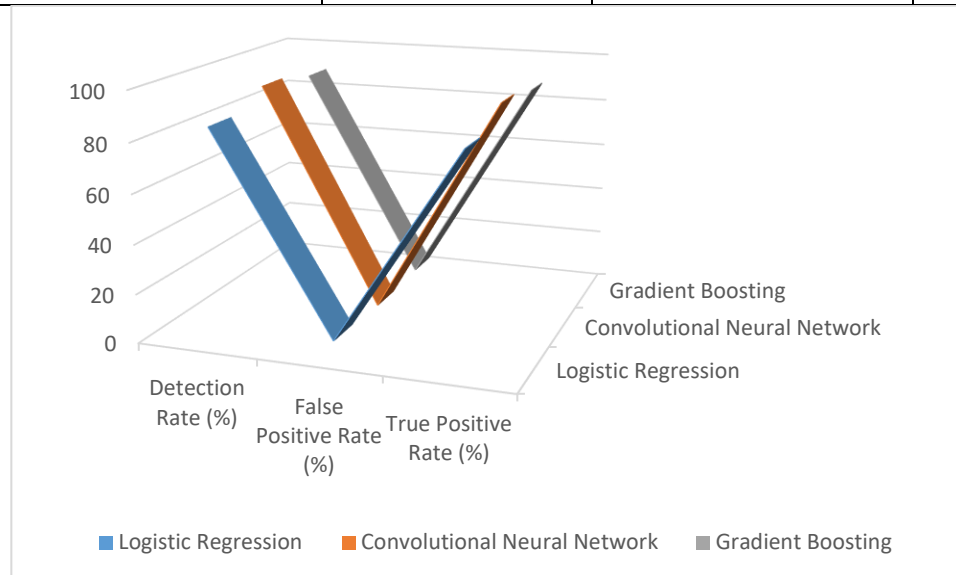 100
80
60
40
20
0
Gradient Boosting
Convolutional Neural Network
Logistic Regression
Detection
Rate (%)
False
Positive Rate
(%)
True Positive
Rate (%)
Logistic Regression
Convolutional Neural Network
Gradient Boosting